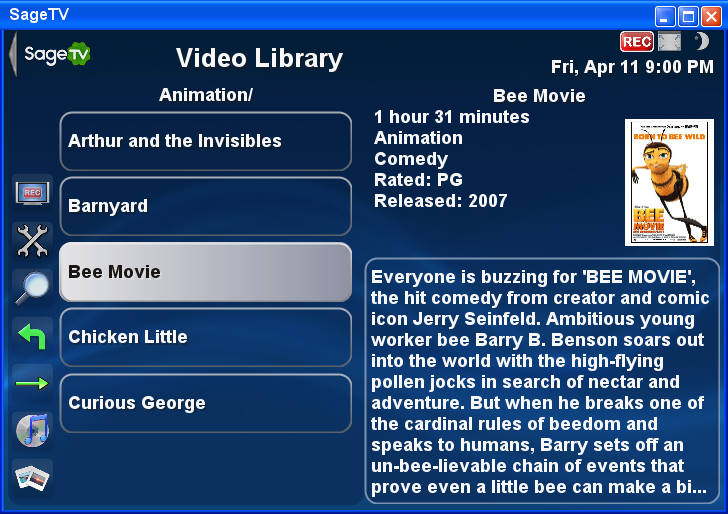 SageTV
SageTV
Video Library
REC
Fri, Apr 11 9:00 PM
Animation/
Arthur and the Invisibles
Barnyard
Bee Movie
Chicken Little
Curious George
REC
Bee Movie
1 hour 31 minutes
Animation
Comedy
Rated: PG
Released: 2007
BORN TO BEE WILD
BEE
MOVIE
Everyone is buzzing for 'BEE MOVIE',
the hit comedy from creator and comic
icon Jerry Seinfeld. Ambitious young
worker bee Barry B. Benson soars out
into the world with the high-flying
pollen jocks in search of nectar and
adventure. But when he breaks one of
the cardinal rules of beedom and
speaks to humans, Barry sets off an
un-bee-lievable chain of events that
prove even a little bee can make a bi...